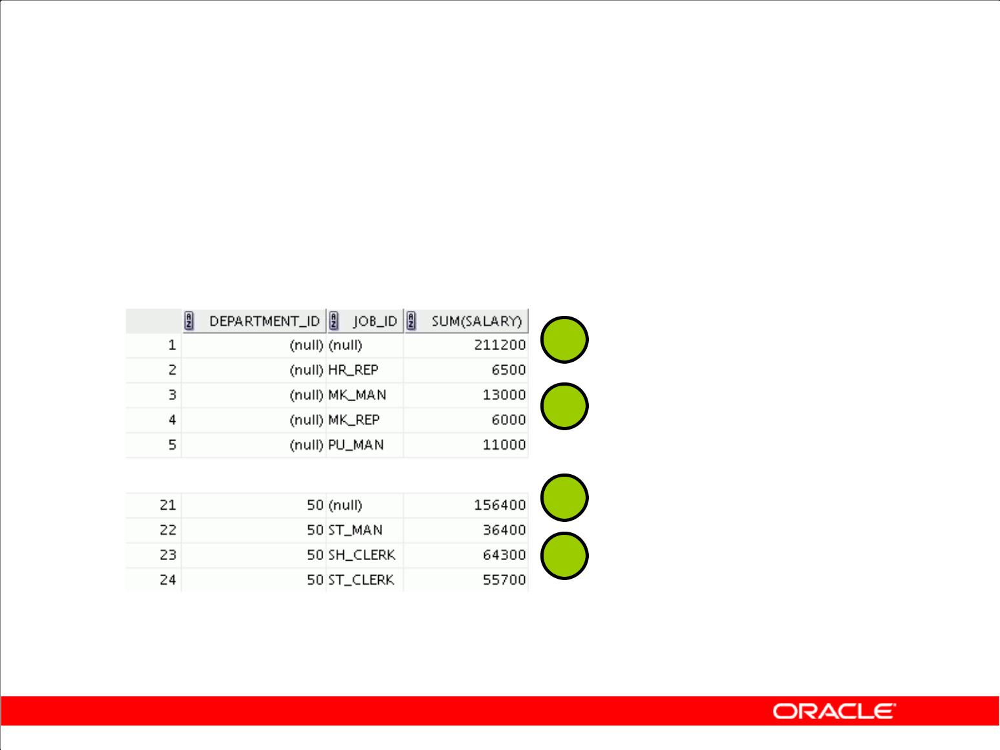 DEPARTMENT_ID JOB_ID SUM(SALARY)
1 (null) (null) 211200
2 (null) HR_REP 6500
3 (null) MK_MAN 13000
4 (null) MK_REP 6000
5 (null) PU_MAN 11000
21 50 (null) 156400
22 50 ST_MAN 36400
23 50 SH_CLERK 64300
24 50 ST_CLERK 55700
ORACLE